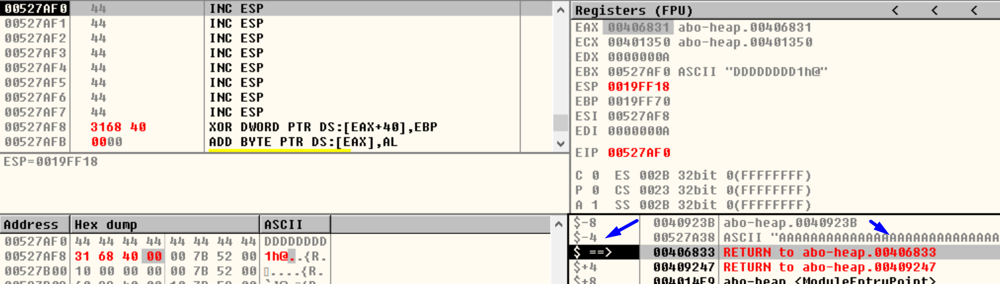 00527AF0 44 INC ESP
00527AF1 44 INC ESP
00527AF2 44 INC ESP
00527AF3 44 INC ESP
00527AF4 44 INC ESP
00527AF5 44 INC ESP
00527AF6 44 INC ESP
00527AF7 44 INC ESP
00527AF8 3168 40 XOR DWORD PTR DS:[EAX+40],EBP
00527AFB 0000 ADD BYTE PTR DS:[EAX],AL
ESP=0019FF18
Registers (FPU) < < <
EAX 00406831 abo-heap.00406831
ECX 00401350 abo-heap.00401350
EDX 0000000A
EBX 00527AF0 ASCII "DDDDDDDD1h@"
ESP 0019FF18
EBP 0019FF70
ESI 00527AF8
EDI 0000000A
EIP 00527AF0
C 0 ES 002B 32bit 0(FFFFFFFF)
P 0 CS 0023 32bit 0(FFFFFFFF)
A 1 SS 002B 32bit 0(FFFFFFFF)
Address Hex dump ASCII
00527AF0 44 44 44 44 44 44 44 44 DDDDDDDD
00527AF8 31 68 40 00 00 7B 52 00 1h@..{R.
00527B00 10 00 00 00 00 7B 52 00 ....{R.
$-8 0040923B abo-heap.0040923B
$-4 00527A38 ASCII "AAAAAAAAAAAAAAAAAAAAAAAAAAAAAAA
$ ==> 00406833 RETURN to abo-heap.00406833
$+4 00409247 RETURN to abo-heap.00409247
$+8 004014E9 abo-heap.<ModuleEntryPoint>